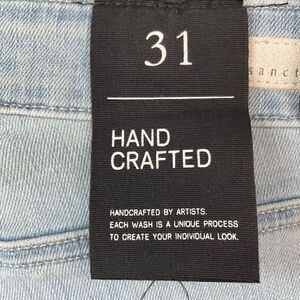 31
sanct
HAND
CRAFTED
HANDCRAFTED BY ARTISTS.
EACH WASH IS A UNIQUE PROCESS
TO CREATE YOUR INDIVIDUAL LOOK.